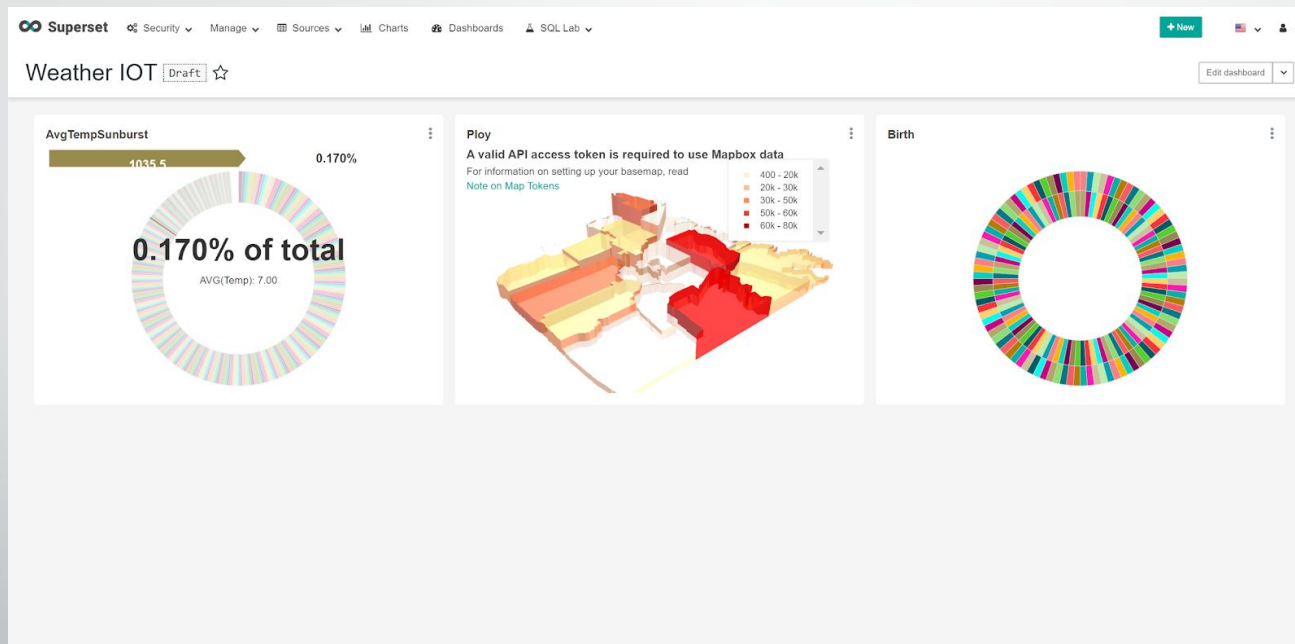 Superset Security Manage Sources Charts Dashboards SQL Lab + New
Weather IOT Draft Edit dashboard
AvgTempSunburst
1035.5 0.170%
0.170% of total
AVG(Temp): 7.00
Ploy
A valid API access token is required to use Mapbox data
For information on setting up your basemap, read
Note on Map Tokens
400 - 20k
20k - 30k
30k - 50k
50k - 60k
60k - 80k
Birth